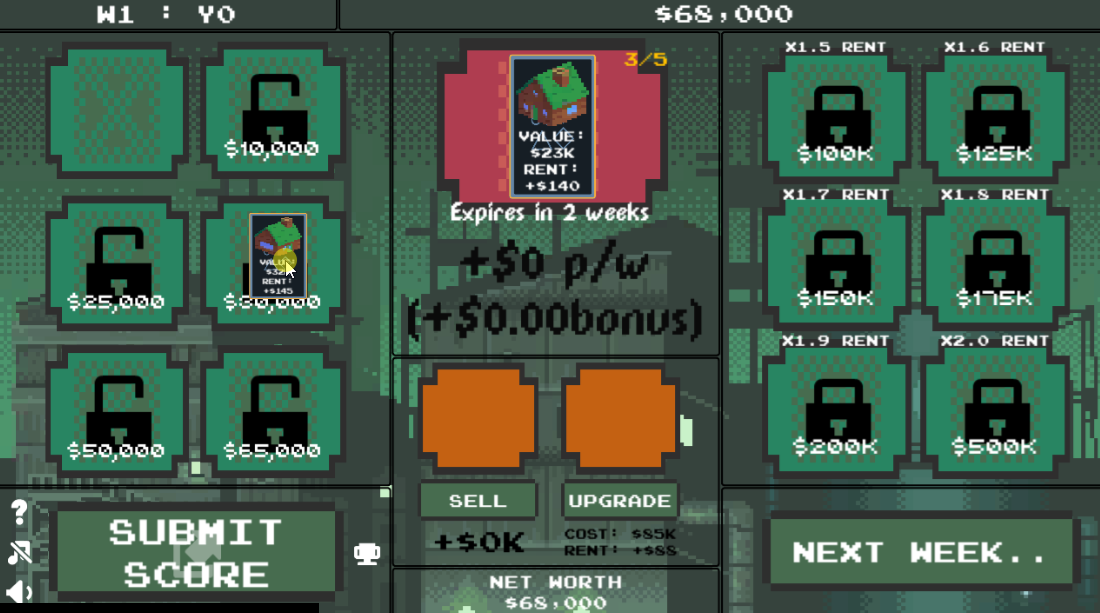 W1 : Y0
$68,000
$10,000
$25,000
RENT:
+$145
$50,000
$65,000
3/5
VALUE:
$23K
RENT:
+$140
Expires in 2 weeks
+$0 p/w
(+$0.00bonus)
SELL
UPGRADE
+$0K
COST: $85K
RENT: +$88
NET WORTH
$68,000
X1.5 RENT
X1.6 RENT
$100K
$125K
X1.7 RENT
X1.8 RENT
$150K
$175K
X1.9 RENT
X2.0 RENT
$200K
$500K
?
SUBMIT
SCORE
NEXT WEEK..